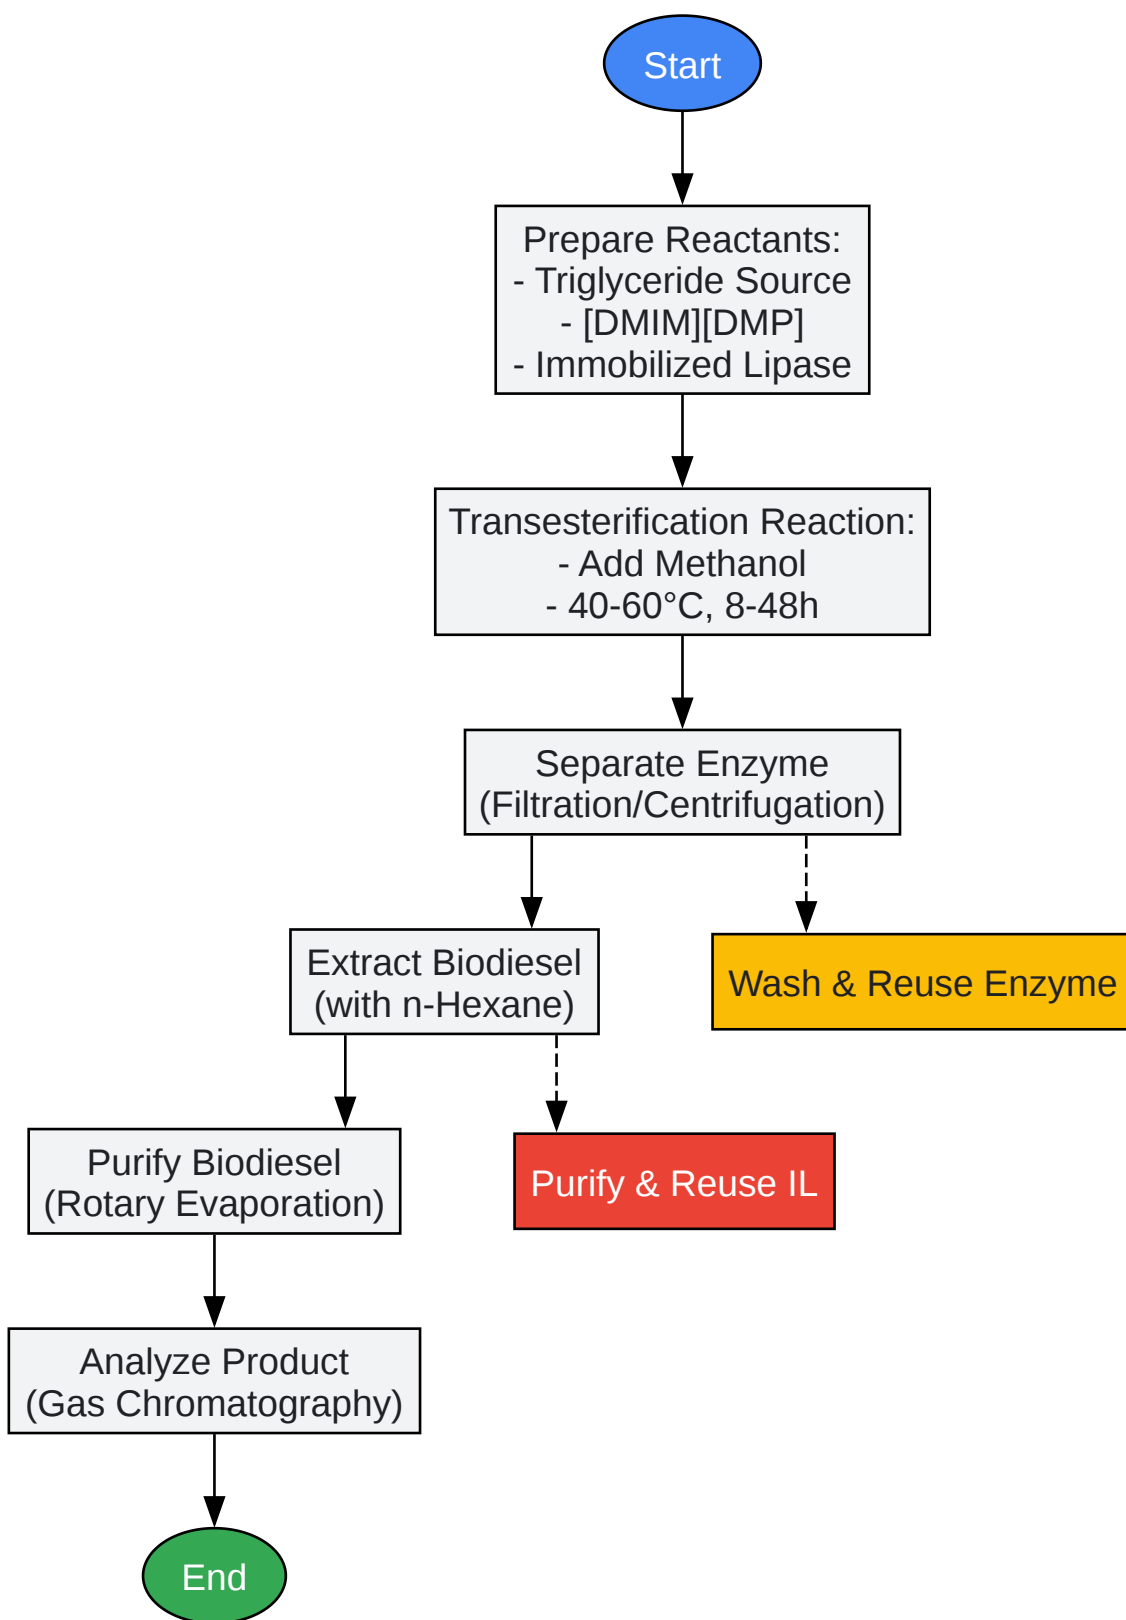 Start
Prepare Reactants:
- Triglyceride Source
- [DMIM][DMP]
- Immobilized Lipase
Transesterification Reaction:
- Add Methanol
- 40-60°C, 8-48h
Separate Enzyme
(Filtration/Centrifugation)
Extract Biodiesel
(with n-Hexane)
Wash & Reuse Enzyme
Purify Biodiesel
(Rotary Evaporation)
Purify & Reuse IL
Analyze Product
(Gas Chromatography)
End